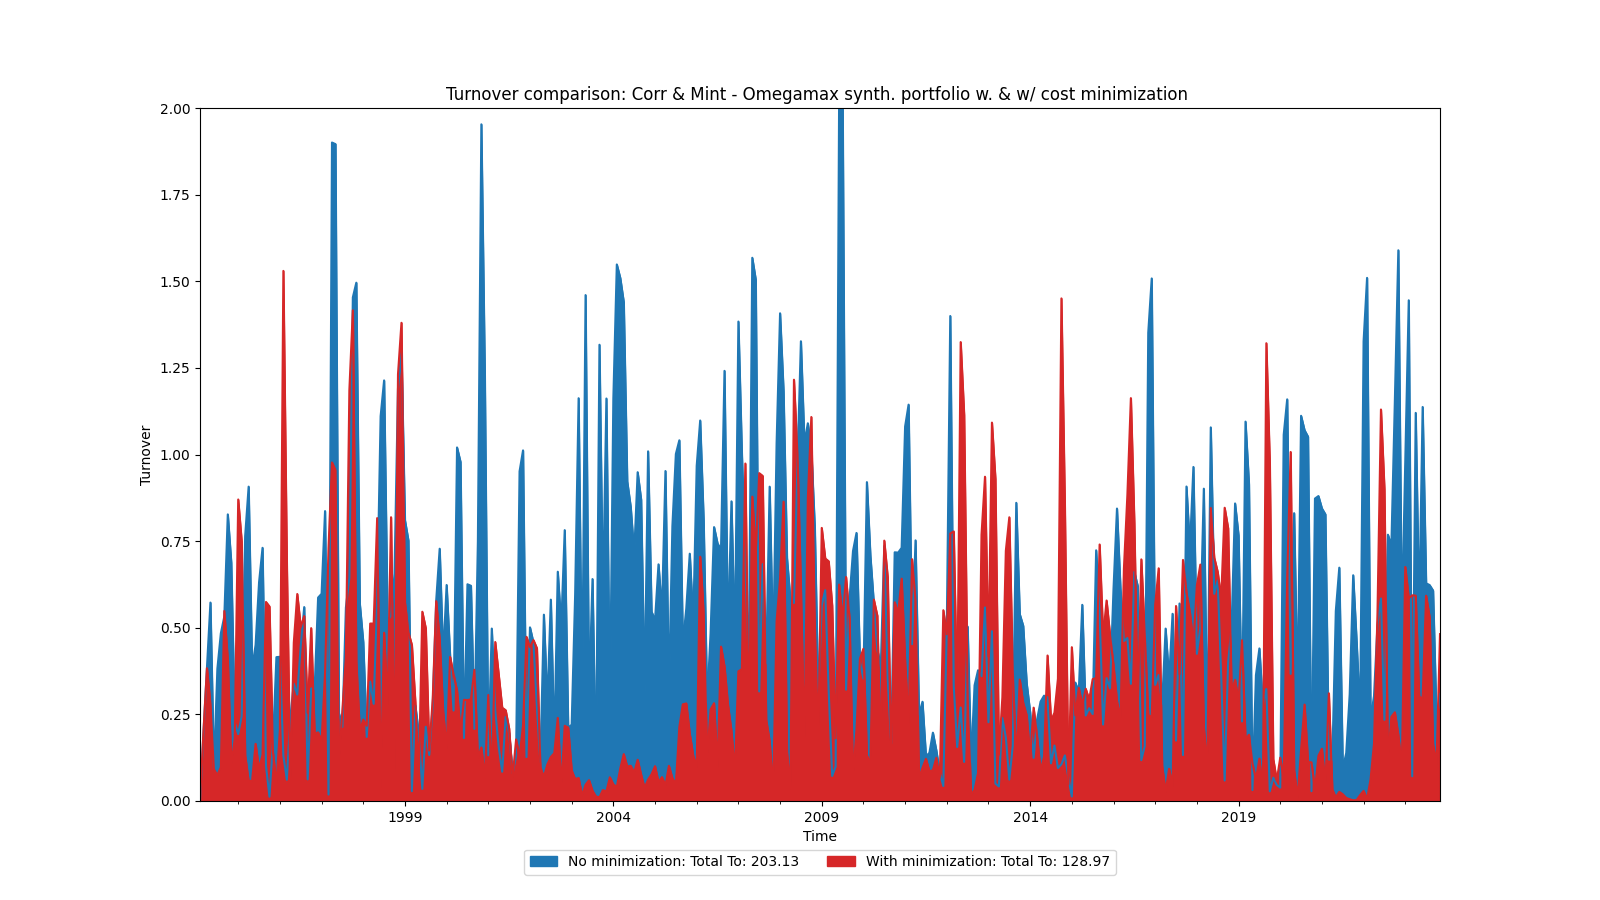 Turnover comparison: Corr & Mint - Omegamax synth. portfolio w. & w/ cost minimization
2.00
1.75
1.50
1.25
1.00
0.75
0.50
0.25
0.00
Turnover
1999
2004
2009
2014
2019
Time
No minimization: Total To: 203.13
With minimization: Total To: 128.97